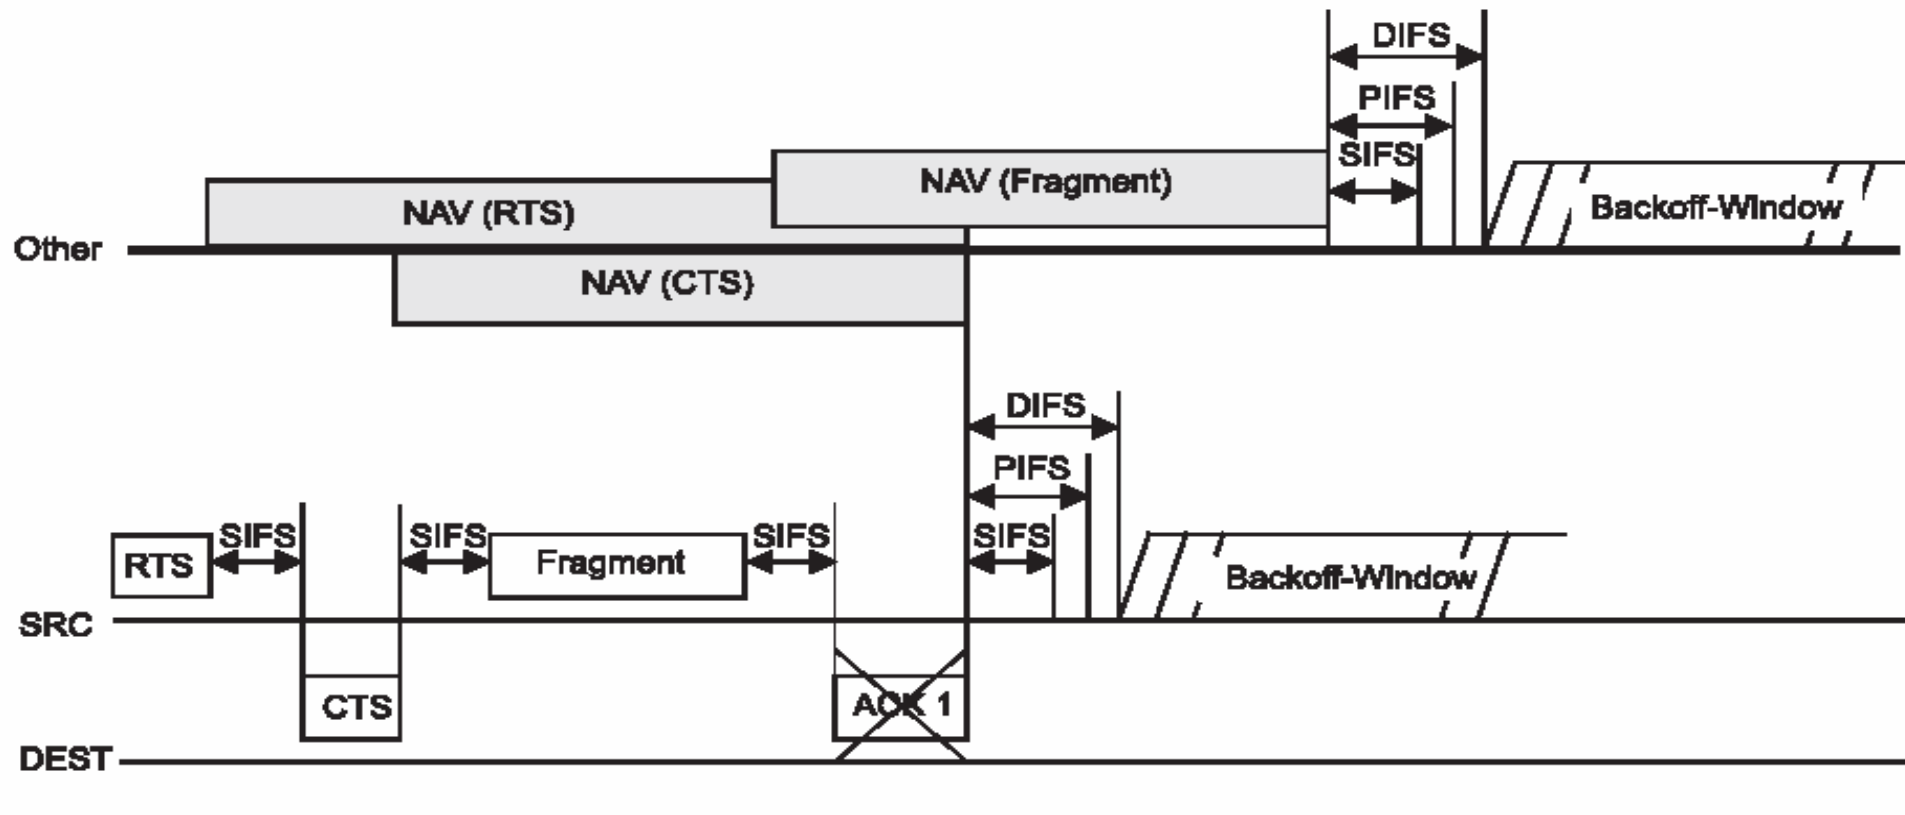 DIFS
PIFS
SIFS
NAV (Fragment)
NAV (RTS)
Backoff-Window
Other
NAV (CTS)
DIFS
PIFS
SIFS
SIFS
SIFS
SIFS
RTS
Fragment
Backoff-Window
SRC
CTS
ACK 1
DEST